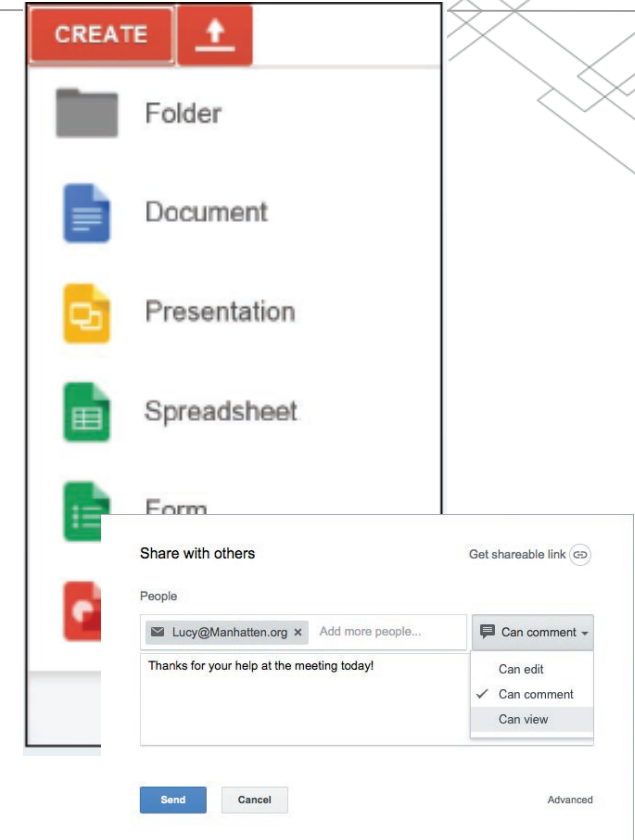 CREATE
Folder
Document
Presentation
Spreadsheet
Form
Share with others
Get shareable link
People
Lucy@Manhatten.org × Add more people...
Can comment
Thanks for your help at the meeting today!
Can edit
Can comment
Can view
Send
Cancel
Advanced